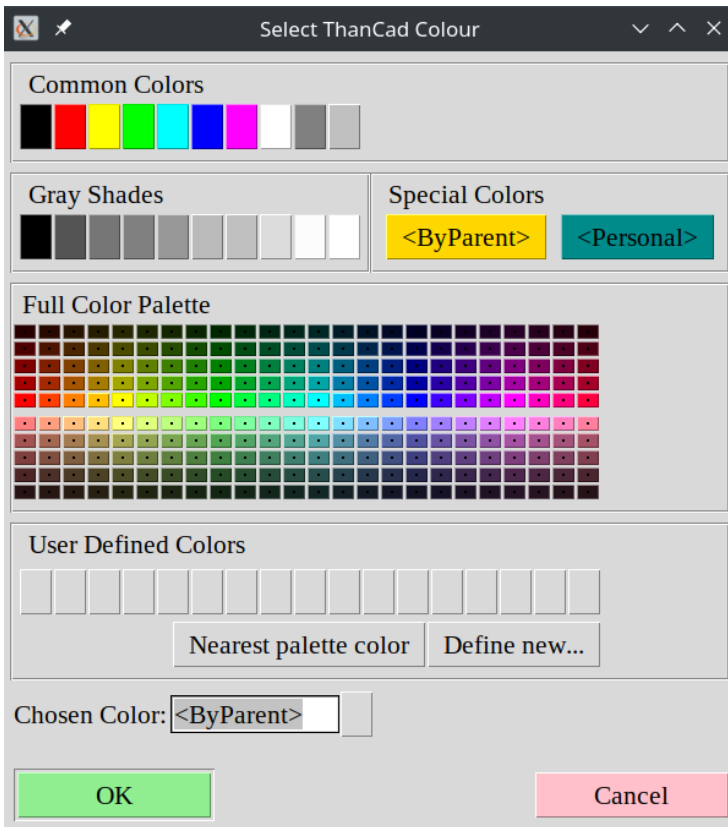 Select ThanCad Colour
Common Colors
Gray Shades
Special Colors
<ByParent>
<Personal>
Full Color Palette
User Defined Colors
Nearest palette color
Define new...
Chosen Color: <ByParent>
OK
Cancel